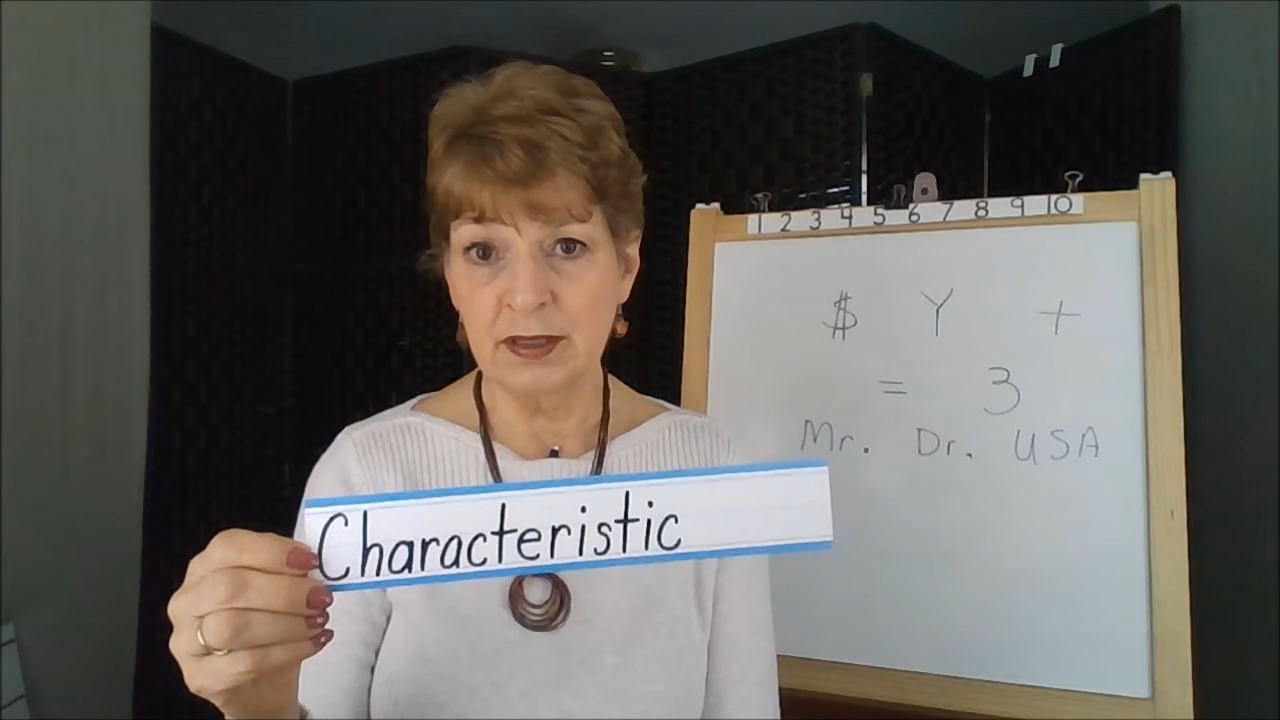 1 2 3 4 5 6 7 8 9 10
$ Y +
= 3
Mr. Dr. USA
Characteristic